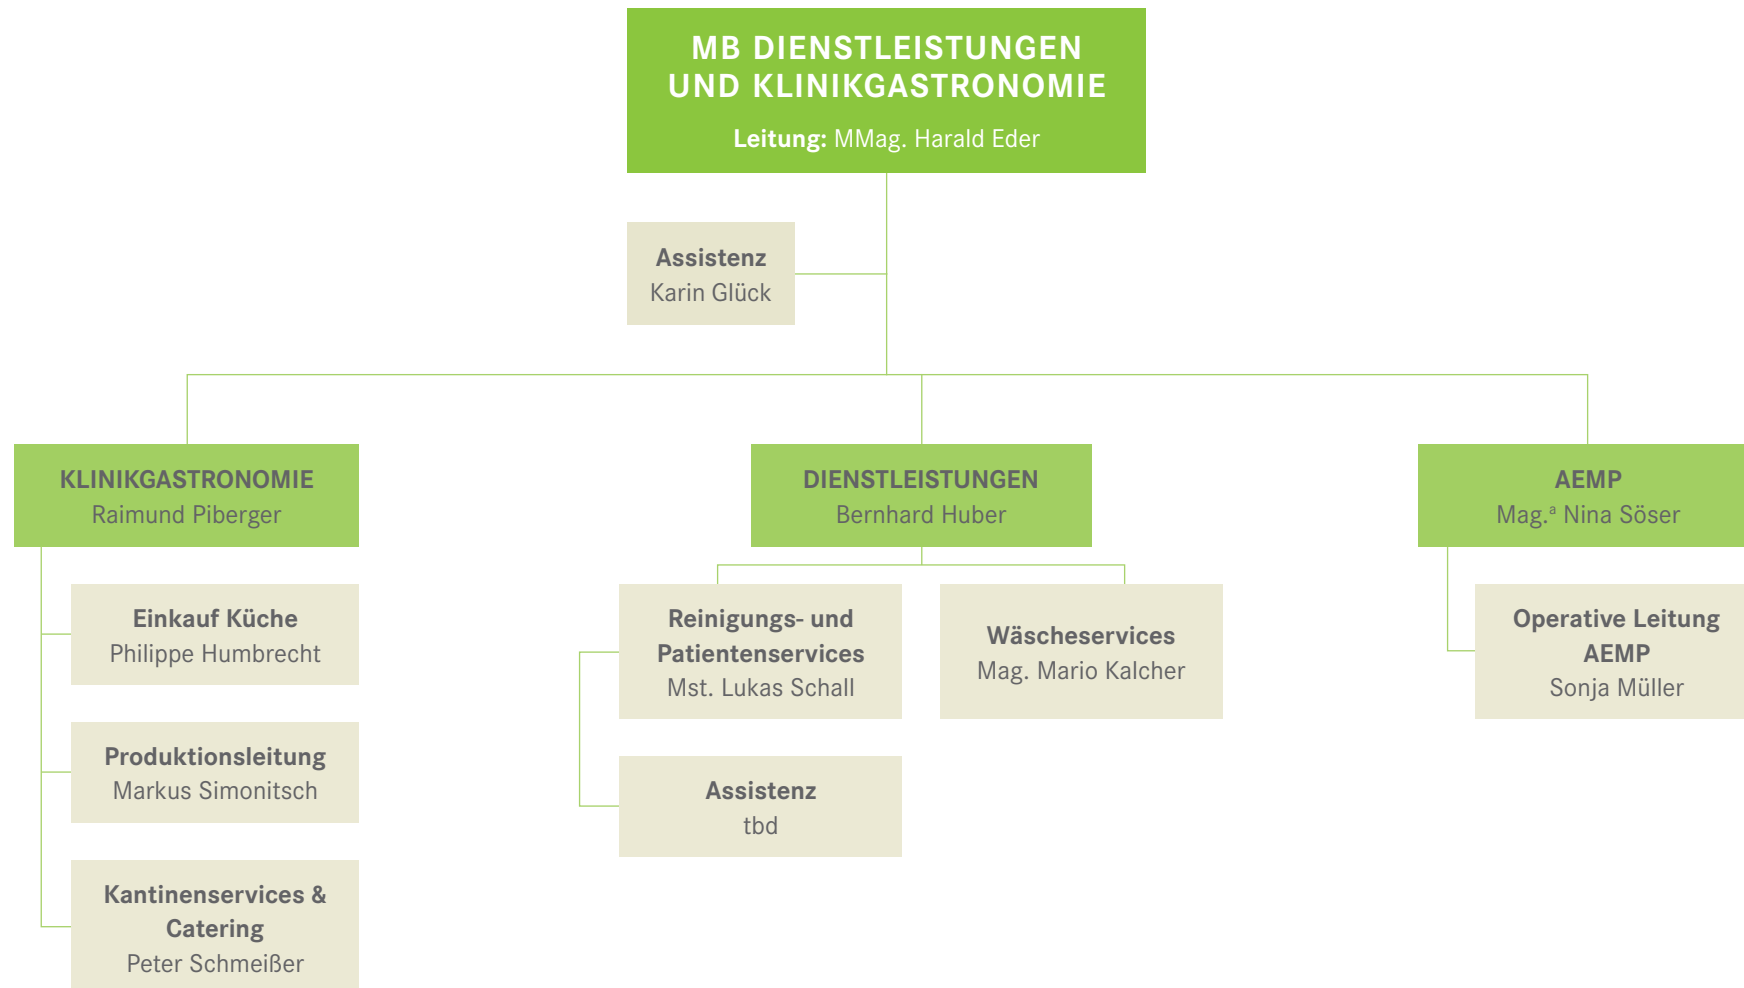 MB DIENSTLEISTUNGEN
UND KLINIKGASTRONOMIE
Leitung: MMag. Harald Eder
Assistenz
Karin Glück
KLINIKGASTRONOMIE
Raimund Piberger
Einkauf Küche
Philippe Humbrecht
Produktionsleitung
Markus Simonitsch
Kantinenservices &
Catering
Peter Schmeißer
DIENSTLEISTUNGEN
Bernhard Huber
Reinigungs- und
Patientenservices
Mst. Lukas Schall
Assistenz
tbd
Wäscheservices
Mag. Mario Kalcher
AEMP
Mag.ª Nina Söser
Operative Leitung
AEMP
Sonja Müller